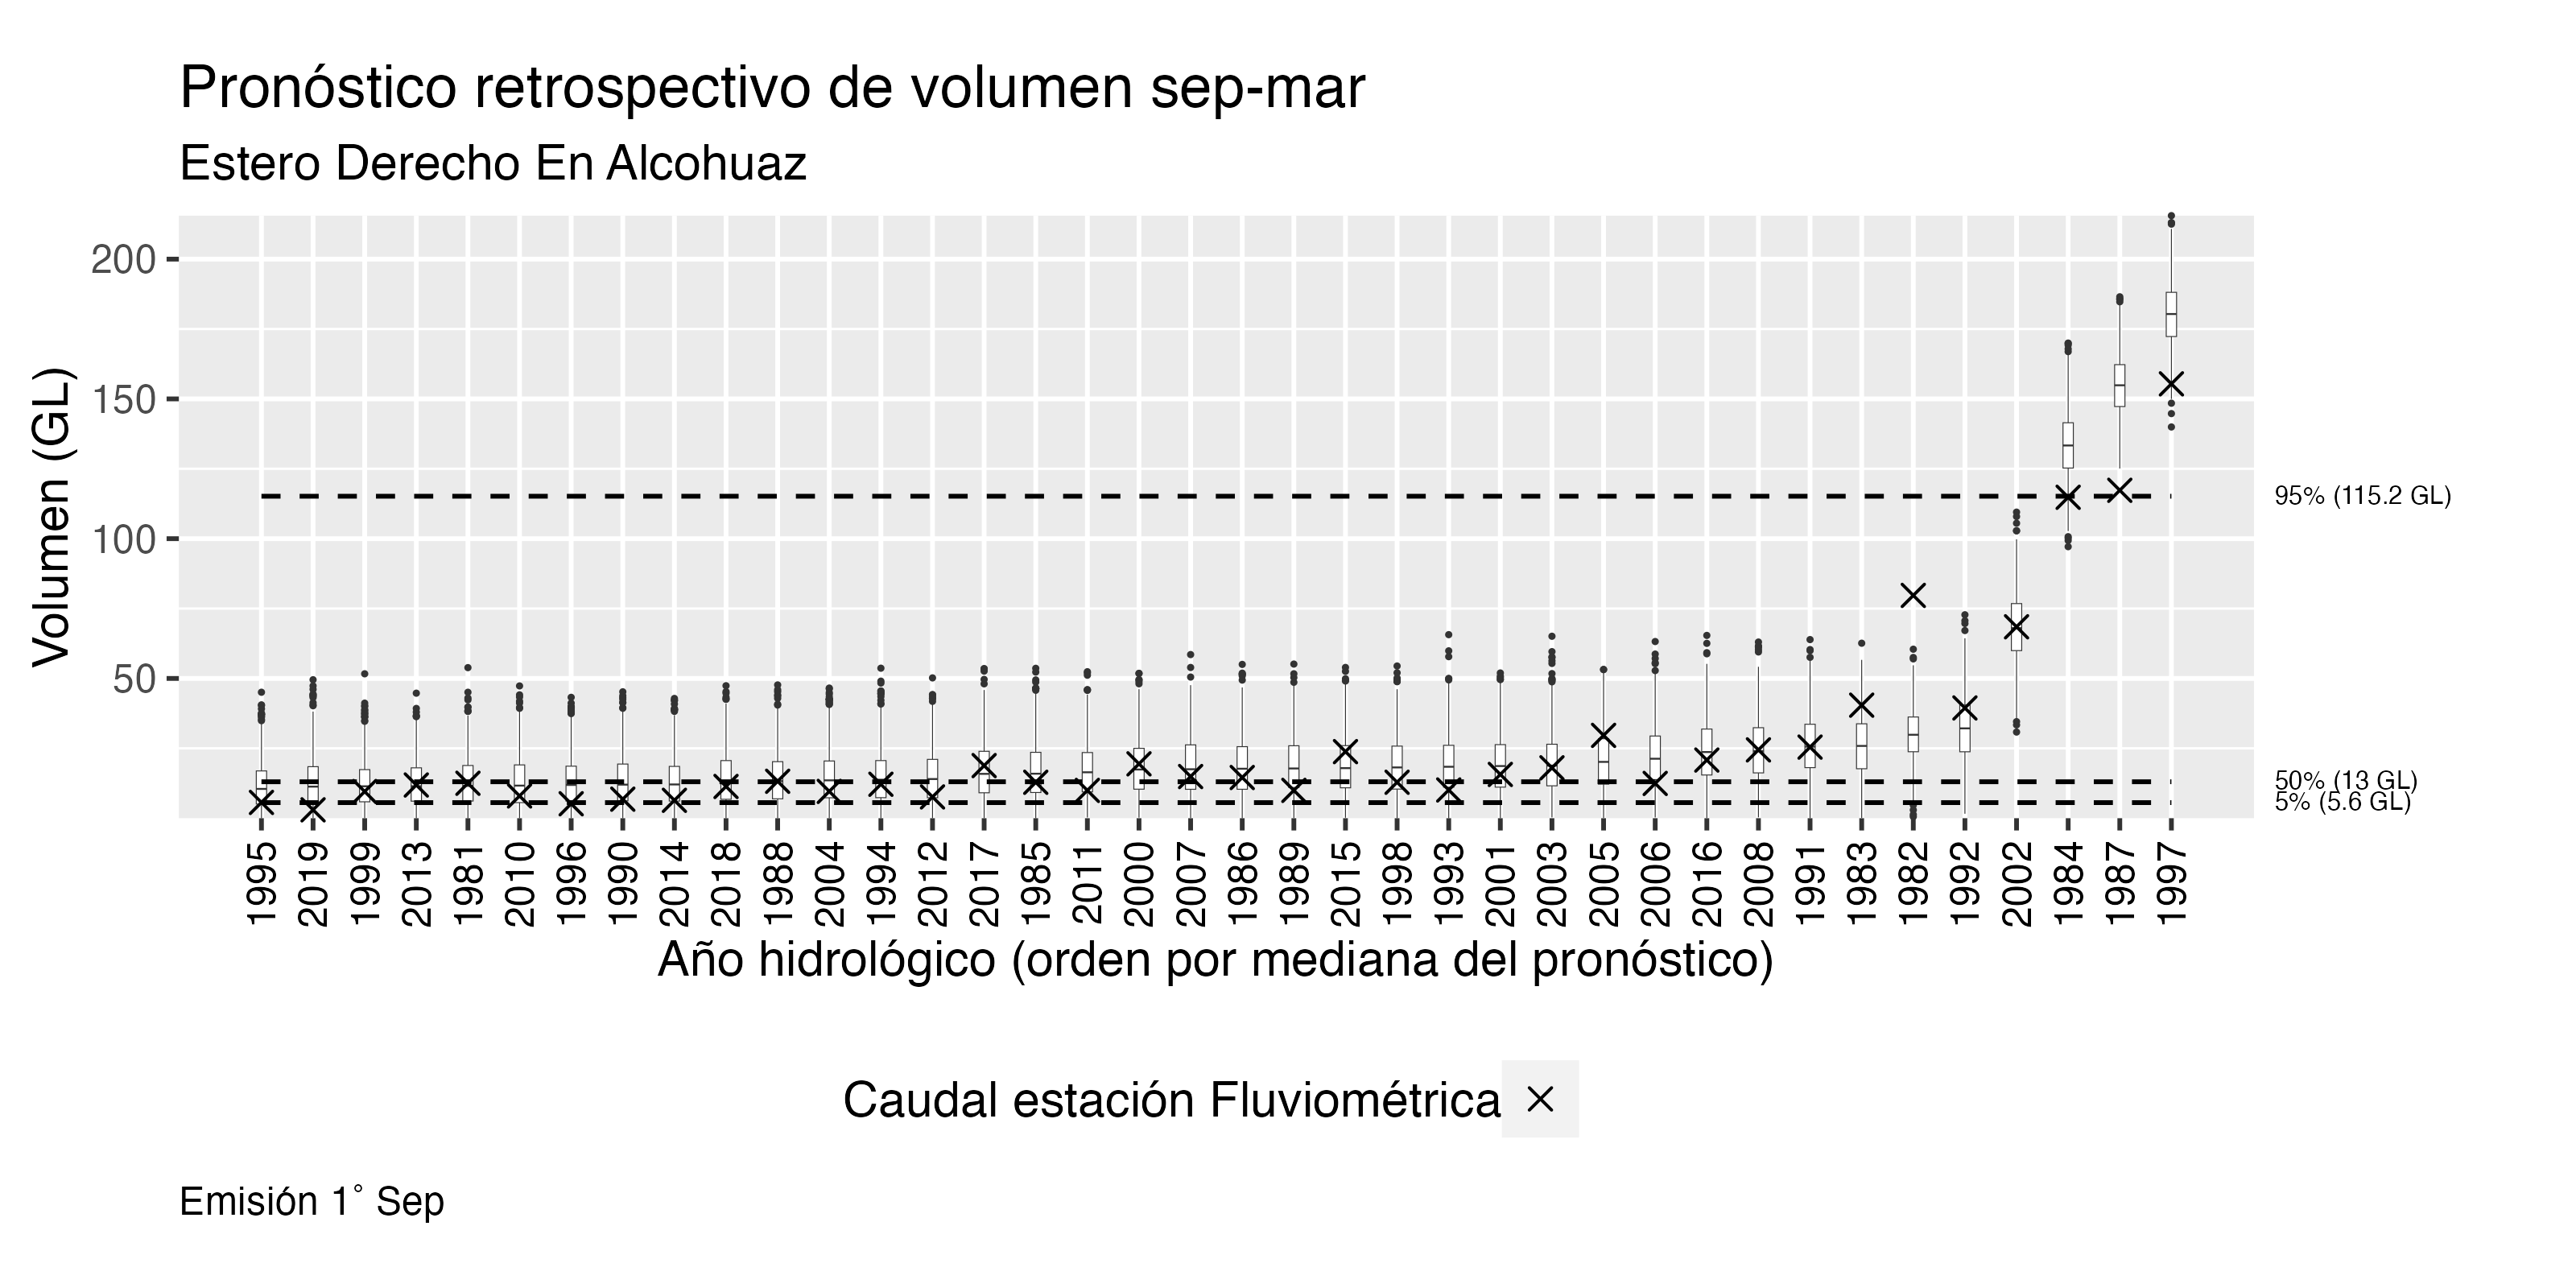 Pronóstico retrospectivo de volumen sep-mar
Estero Derecho En Alcohuaz
Volumen (GL)
200
150
100
50
95% (115.2 GL)
50% (13 GL)
5% (5.6 GL)
1995 2019 1999 2013 1981 2010 1996 1990 2014 2018 1988 2004 1994 2012 2017 1985 2011 2000 2007 1986 1989 2015 1998 1993 2001 2003 2005 2006 2016 2008 1991 1983 1982 1992 2002 1984 1987 1997
Año hidrológico (orden por mediana del pronóstico)
Caudal estación Fluviométrica
Emisión 1° Sep